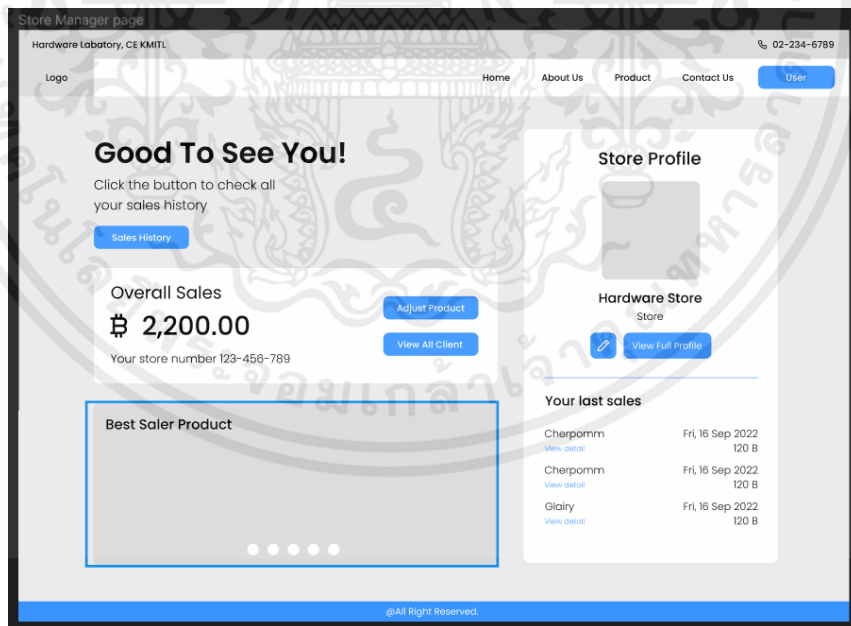 Store Manager page
Hardware Labatory, CE KMITL
02-234-6789
Logo
Home
About Us
Product
Contact Us
User
Good To See You!
Click the button to check all
your sales history
Sales History
Overall Sales
฿ 2,200.00
Your store number 123-456-789
Adjust Product
View All Client
Best Saler Product
Store Profile
Hardware Store
Store
View Full Profile
Your last sales
Cherpomm Fri, 16 Sep 2022
View detail 120 B
Cherpomm Fri, 16 Sep 2022
View detail 120 B
Glairy Fri, 16 Sep 2022
View detail 120 B
@All Right Reserved.